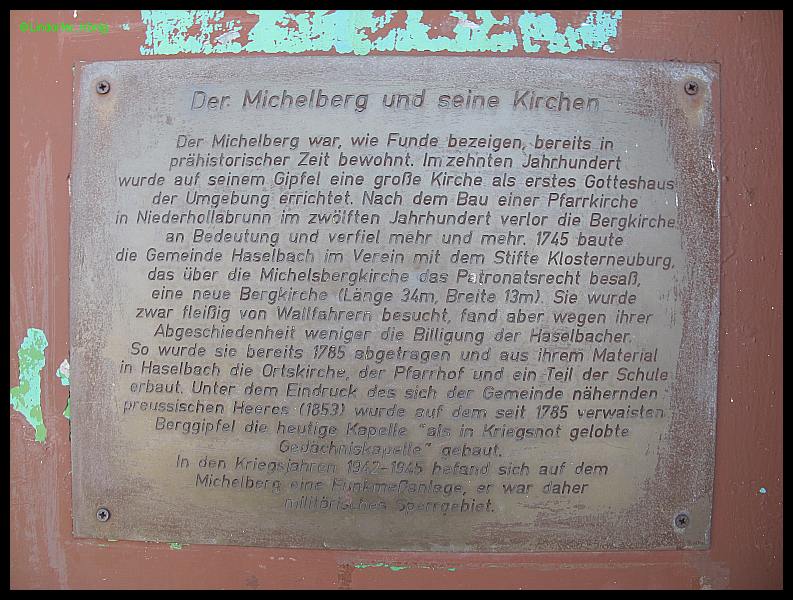 Der Michelberg und seine Kirchen
Der Michelberg war, wie Funde bezeigen, bereits in
prähistorischer Zeit bewohnt. Im zehnten Jahrhundert
wurde auf seinem Gipfel eine große Kirche als erstes Gotteshaus
der Umgebung errichtet. Nach dem Bau einer Pfarrkirche
in Niederhollabrunn im zwölften Jahrhundert verlor die Bergkirche
an Bedeutung und verfiel mehr und mehr. 1745 baute
die Gemeinde Haselbach im Verein mit dem Stifte Klosterneuburg,
das über die Michelsbergkirche das Patronatsrecht besaß,
eine neue Bergkirche (Länge 34m, Breite 13m). Sie wurde
zwar fleißig von Wallfahrern besucht, fand aber wegen ihrer
Abgeschiedenheit weniger die Billigung der Haselbacher.
So wurde sie bereits 1785 abgetragen und aus ihrem Material
in Haselbach die Ortskirche, der Pfarrhof und ein Teil der Schule
erbaut. Unter dem Eindruck des sich der Gemeinde nähernden
preussischen Heeres (1853) wurde auf dem seit 1785 verwaisten
Berggipfel die heutige Kapelle "als in Kriegsnot gelobte
Gedächniskapelle" gebaut.
In den Kriegsjahren 1942-1945 befand sich auf dem
Michelberg eine Funkmeßanlage, er war daher
militärisches Sperrgebiet.